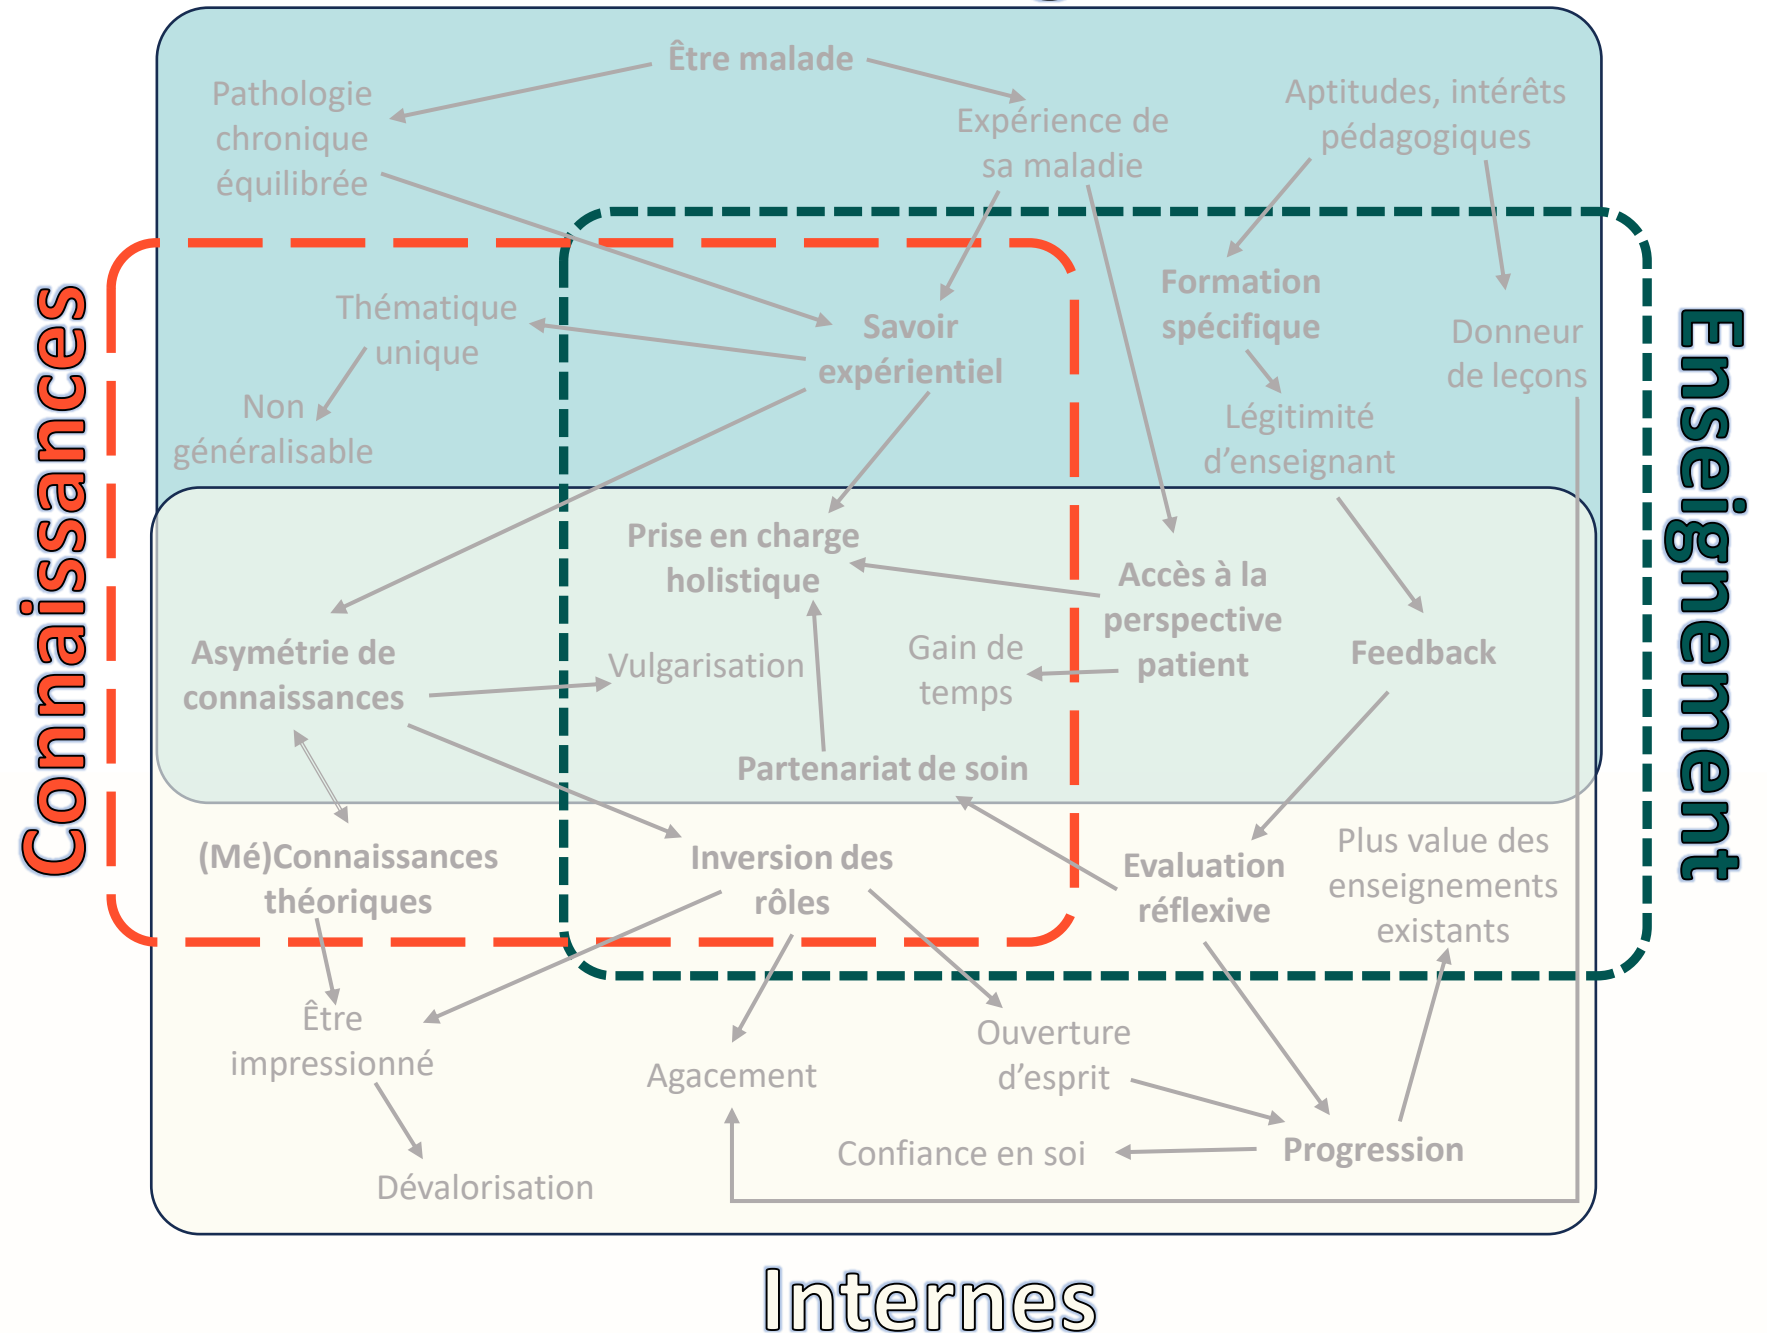 Être malade
Pathologie
chronique
équilibrée
Expérience de
sa maladie
Aptitudes, intérêts
pédagogiques
Connaissances
Enseignement
Thématique
unique
Non
généralisable
Savoir
expérientiel
Formation
spécifique
Donneur
de leçons
Légitimité
d'enseignant
Prise en charge
holistique
Accès à la
perspective
patient
Asymétrie de
connaissances
Vulgarisation
Gain de
temps
Feedback
Partenariat de soin
(Mé)Connaissances
théoriques
Inversion des
rôles
Evaluation
réflexive
Plus value des
enseignements
existants
Être
impressionné
Agacement
Ouverture
d'esprit
Dévalorisation
Confiance en soi
Progression
Internes